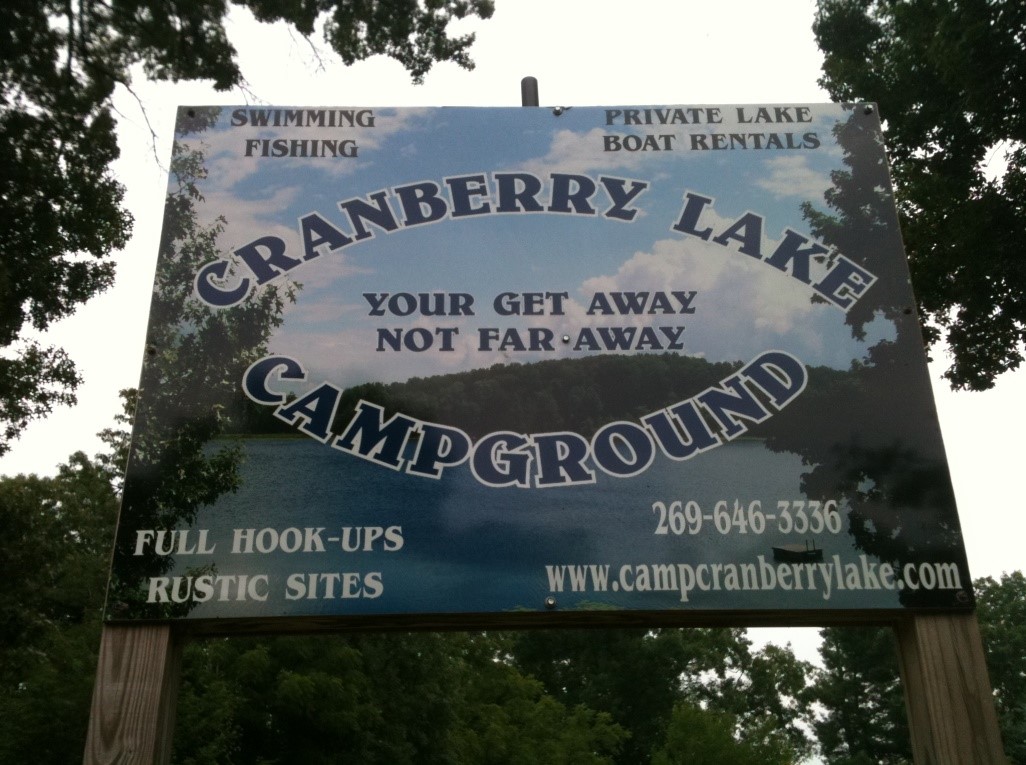 SWIMMING
FISHING
PRIVATE LAKE
BOAT RENTALS
CRANBERRY LAKE
YOUR GET AWAY
NOT FAR AWAY
CAMPGROUND
FULL HOOK-UPS
RUSTIC SITES
269-646-3336
www.campcranberrylake.com